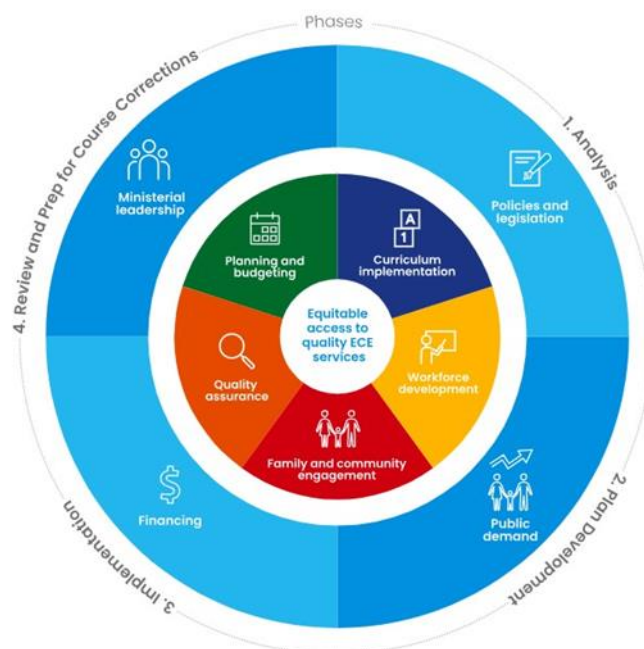 Phases
1. Analysis
2. Plan Development
3. Implementation
4. Review and Prep for Course Corrections
Ministerial
leadership
Policies and
legislation
Planning and
budgeting
Curriculum
implementation
A
1
Equitable
access to
quality ECE
services
Quality
assurance
Workforce
development
Family and community
engagement
$
Financing
Public
demand